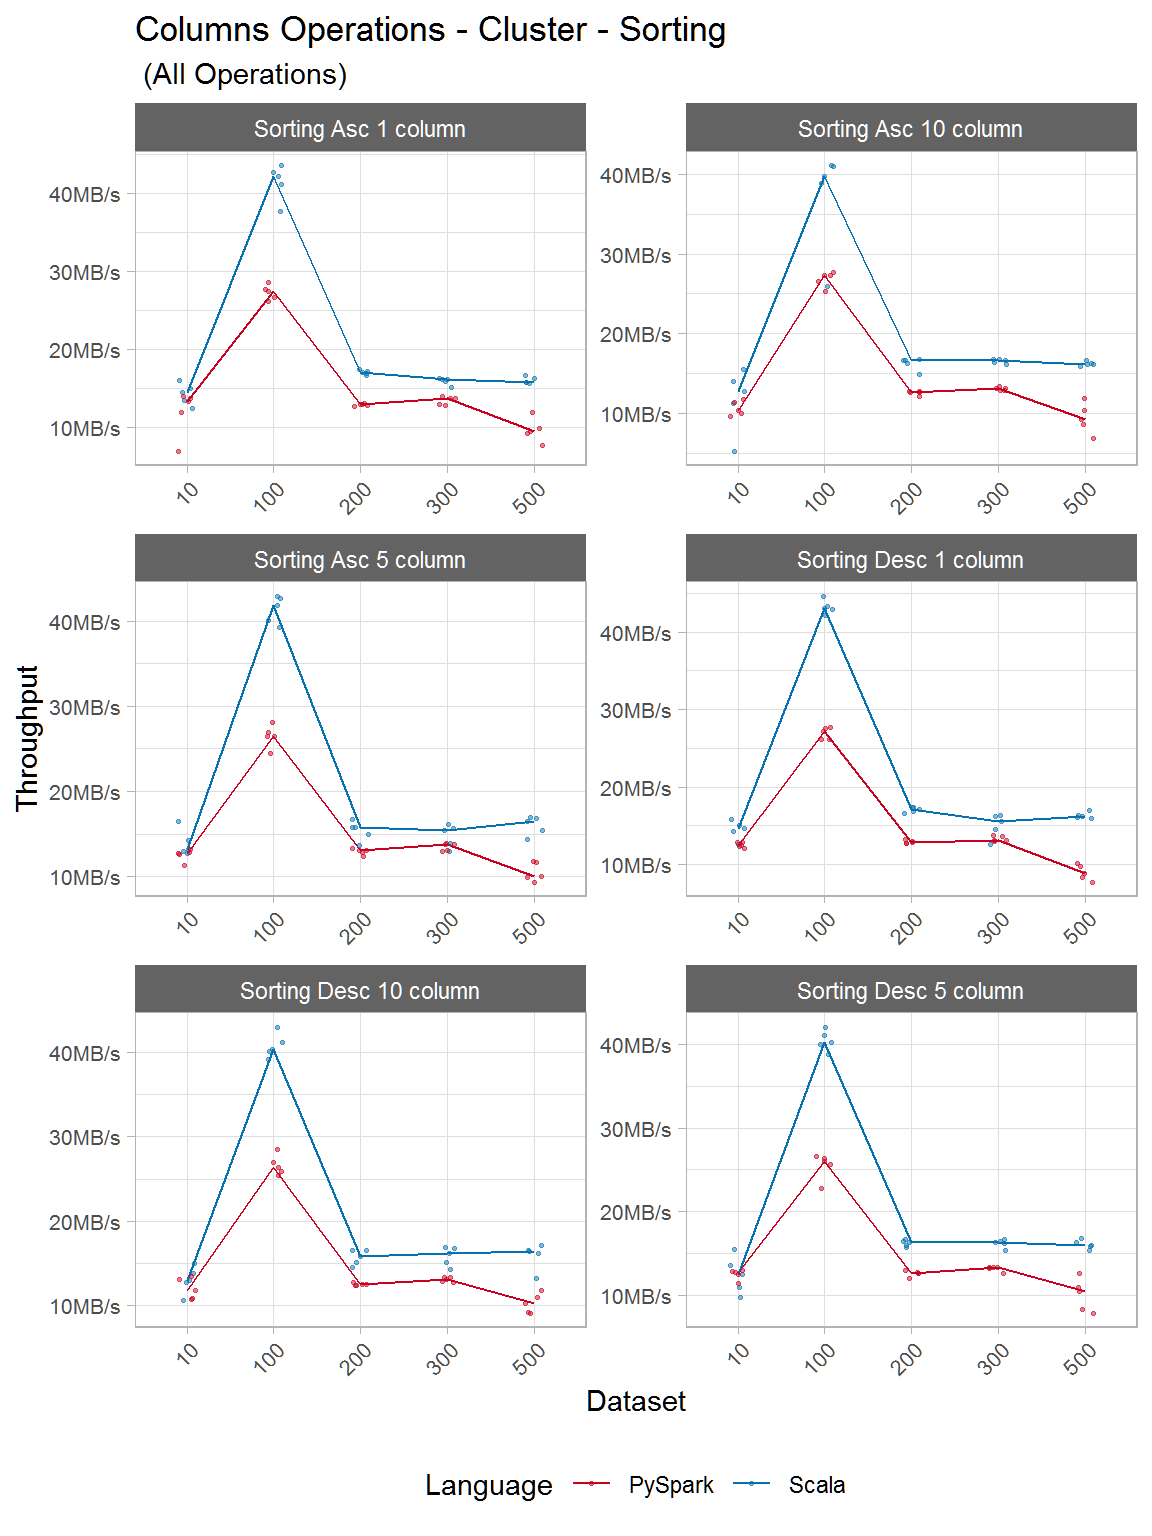 Columns Operations - Cluster - Sorting
(All Operations)
Sorting Asc 1 column
40MB/s
30MB/s
20MB/s
10MB/s
10
100
200
300
500
Sorting Asc 10 column
40MB/s
30MB/s
20MB/s
10MB/s
10
100
200
300
500
Throughput
Sorting Asc 5 column
40MB/s
30MB/s
20MB/s
10MB/s
10
100
200
300
500
Sorting Desc 1 column
40MB/s
30MB/s
20MB/s
10MB/s
10
100
200
300
500
Sorting Desc 10 column
40MB/s
30MB/s
20MB/s
10MB/s
10
100
200
300
500
Sorting Desc 5 column
40MB/s
30MB/s
20MB/s
10MB/s
10
100
200
300
500
Dataset
Language PySpark Scala